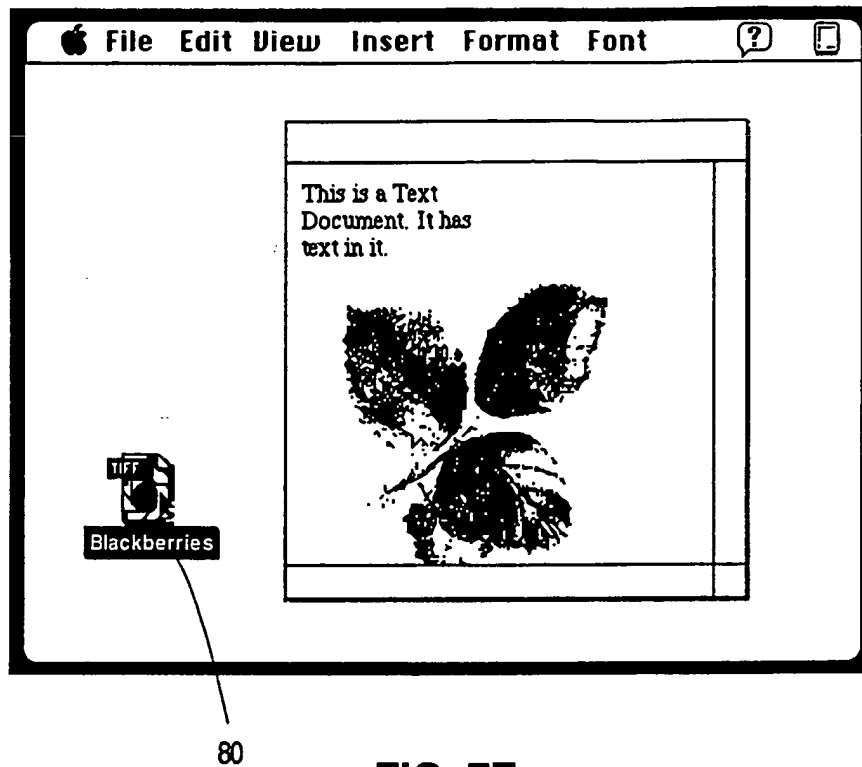 File Edit View Insert Format Font ?
This is a Text
Document. It has
text in it.
TIFF
Blackberries
80